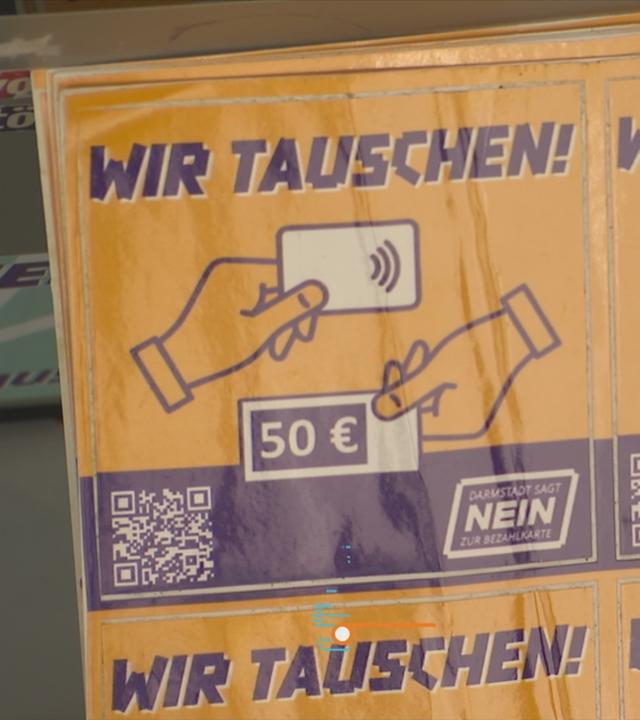 WIR TAUSCHEN!
50 €
DARMSTADT SAGT
NEIN
ZUR BEZAHLKARTE
WIR TAUSCHEN!